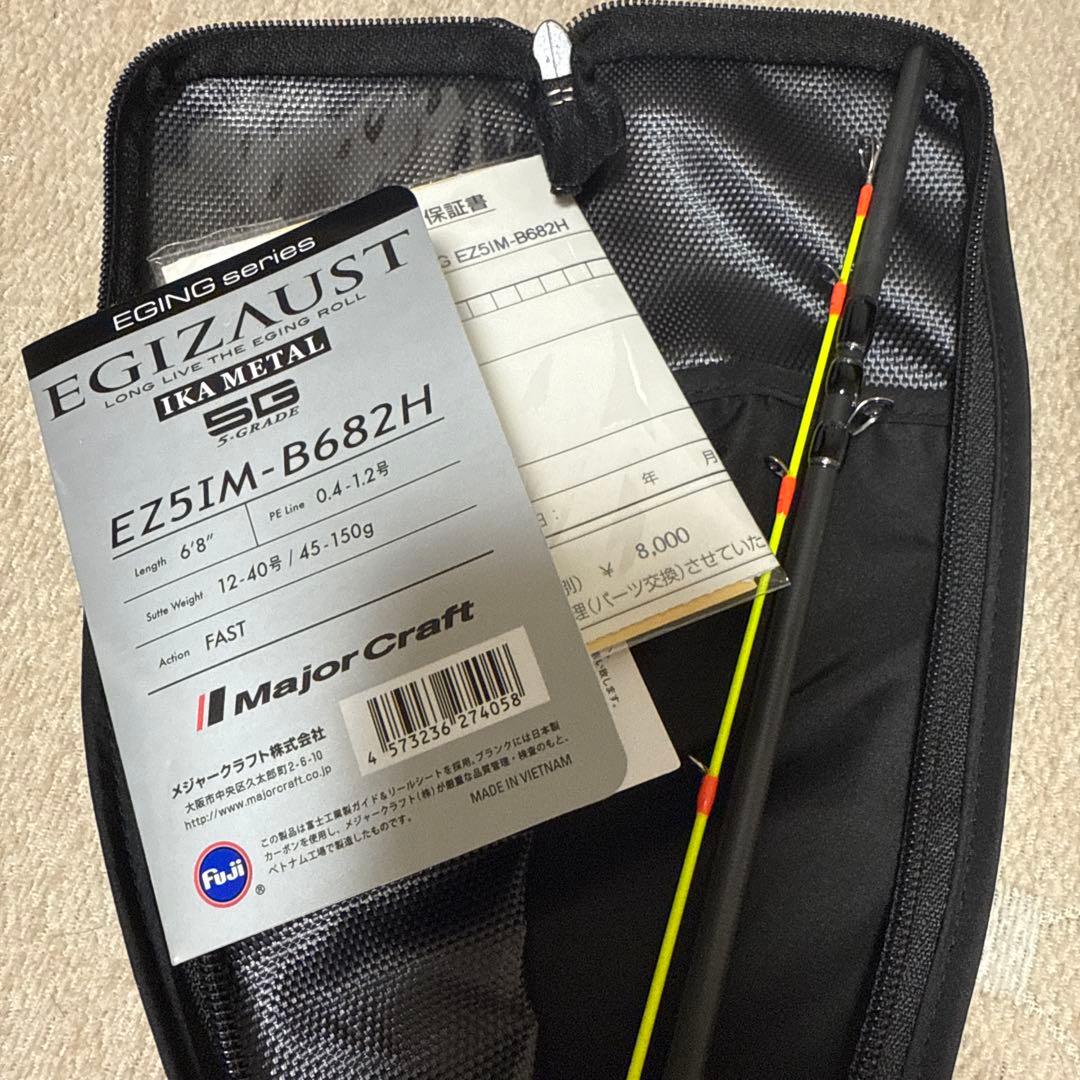 EGING series
EGIZAUST
LONG LIVE THE EGING ROLL
IKA METAL
5G
5-GRADE
EZ5IM-B682H
Length 6'8"
PE Line 0.4-1.2号
Sutte Weight 12-40号 / 45-150g
Action FAST
MajorCraft
4 573236 274058
メジャークラフト株式会社
大阪市中央区久太郎町2-6-10
http://www.majorcraft.co.jp
Fuji
®
この製品は富士工業製ガイド&リールシートを採用。ブランクには日本製
カーボンを使用し、メジャークラフト(株)が厳重な品質管理・検査のもと、
ベトナム工場で製造したものです。
MADE IN VIETNAM
保証書
G EZ5IM-B682H
年 月
日:
別) ¥ 8,000
理(パーツ交換)させていた
致します。